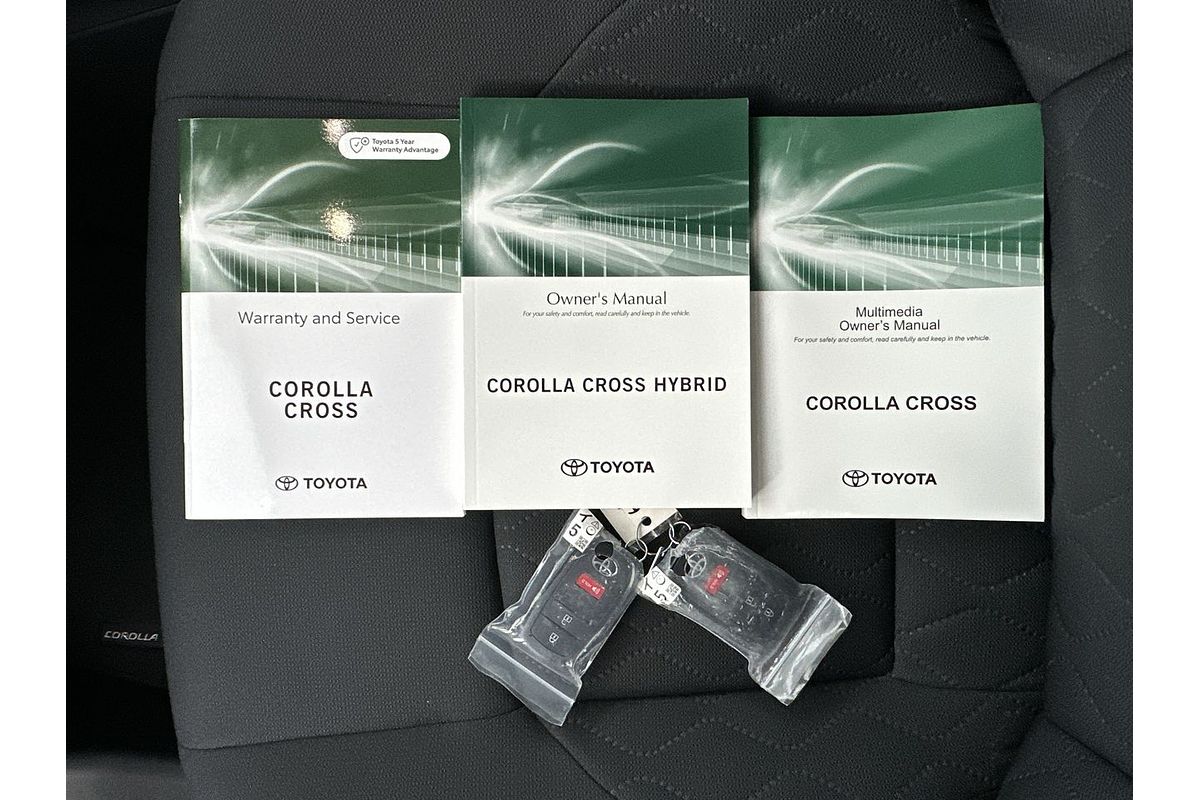 Toyota 5 Year
Warranty Advantage
Warranty and Service
COROLLA
CROSS
TOYOTA
Owner's Manual
For your safety and comfort, read carefully and keep in the vehicle.
COROLLA CROSS HYBRID
TOYOTA
Multimedia
Owner's Manual
For your safety and comfort, read carefully and keep in the vehicle.
COROLLA CROSS
TOYOTA
COROLLA
Y5
Y5